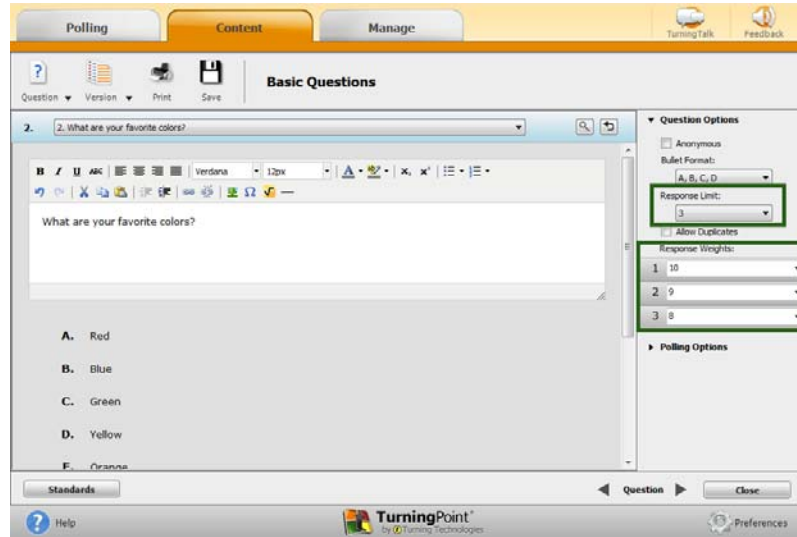 Polling Content Manage TurningTalk Feedback
Question Version Print Save Basic Questions
2. 2. What are your favorite colors?
B I U ABC Verdana 12px A ab x, x'
Ω
What are your favorite colors?
A. Red
B. Blue
C. Green
D. Yellow
E. Orange
Question Options
Anonymous
Bullet Format:
A, B, C, D
Response Limit:
3
Allow Duplicates
Response Weights:
1 10
2 9
3 8
Polling Options
Standards Question Close
Help TurningPoint Preferences
by Turning Technologies